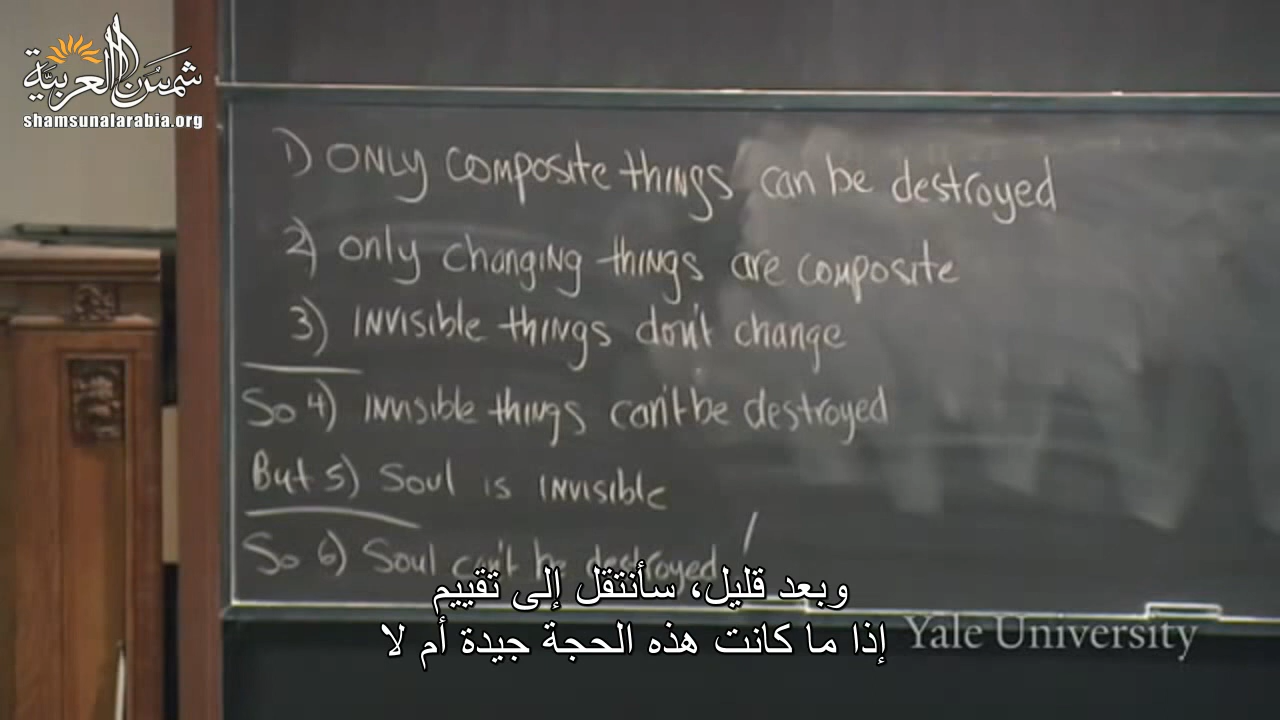 شمس العربية
shamsunalarabia.org
1) ONLY composite things can be destroyed
2) only changing things are composite
3) invisible things don't change
So 4) invisible things can't be destroyed
But 5) Soul is invisible
So 6) Soul can't be destroyed!
وبعد قليل، سأنتقل إلى تقييم
إذا ما كانت هذه الحجة جيدة أم لا
Yale University